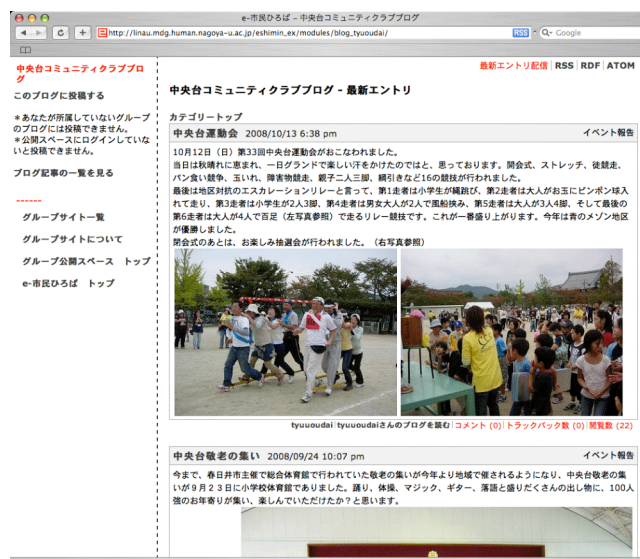 e-市民ひろば - 中央台コミュニティクラブブログ
http://linau.mdg.human.nagoya-u.ac.jp/eshimin_ex/modules/blog_tyuoudai/
RSS
Google
中央台コミュニティクラブブログ
このブログに投稿する
＊あなたが所属していないグループのブログには投稿できません。
＊公開スペースにログインしていないと投稿できません。
ブログ記事の一覧を見る
------
グループサイト一覧
グループサイトについて
グループ公開スペース　トップ
e-市民ひろば　トップ
最新エントリ配信 | RSS | RDF | ATOM
中央台コミュニティクラブブログ - 最新エントリ
カテゴリートップ
中央台運動会 2008/10/13 6:38 pm イベント報告
10月12日（日）第33回中央台運動会がおこなわれました。
当日は秋晴れに恵まれ、一日グランドで楽しい汗をかけたのではと、思っております。開会式、ストレッチ、徒競走、
パン食い競争、玉いれ、障害物競走、親子二人三脚、綱引きなど16の競技が行われました。
最後は地区対抗のエスカレーションリレーと言って、第1走者は小学生が縄跳び、第2走者は大人がお玉にピンポン球入
れて走り、第3走者は小学生が2人3脚、第4走者は男女大人が2人で風船挟み、第5走者は大人が3人4脚、そして最後の
第6走者は大人が4人で百足（左写真参照）で走るリレー競技です。これが一番盛り上がります。今年は青のメゾン地区
が優勝しました。
閉会式のあとは、お楽しみ抽選会が行われました。（右写真参照）
tyuuoudai | tyuuoudaiさんのブログを読む | コメント (0) | トラックバック数 (0) | 閲覧数 (22)
中央台敬老の集い 2008/09/24 10:07 pm イベント報告
今まで、春日井市主催で総合体育館で行われていた敬老の集いが今年より地域で催されるようになり、中央台敬老の集
いが９月２３日に小学校体育館でありました。踊り、体操、マジック、ギター、落語と盛りだくさんの出し物に、100人
強のお年寄りが集い、楽しんでいただけたか？と思います。